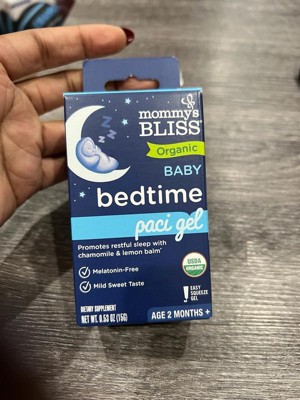 mommy's
BLISS
Organic
BABY
bedtime
paci gel
Promotes restful sleep with
chamomile & lemon balm*
Melatonin-Free
Mild Sweet Taste
USDA
ORGANIC
EASY
SQUEEZE
GEL
DIETARY SUPPLEMENT
NET WT. 0.53 OZ (15G)
AGE 2 MONTHS +